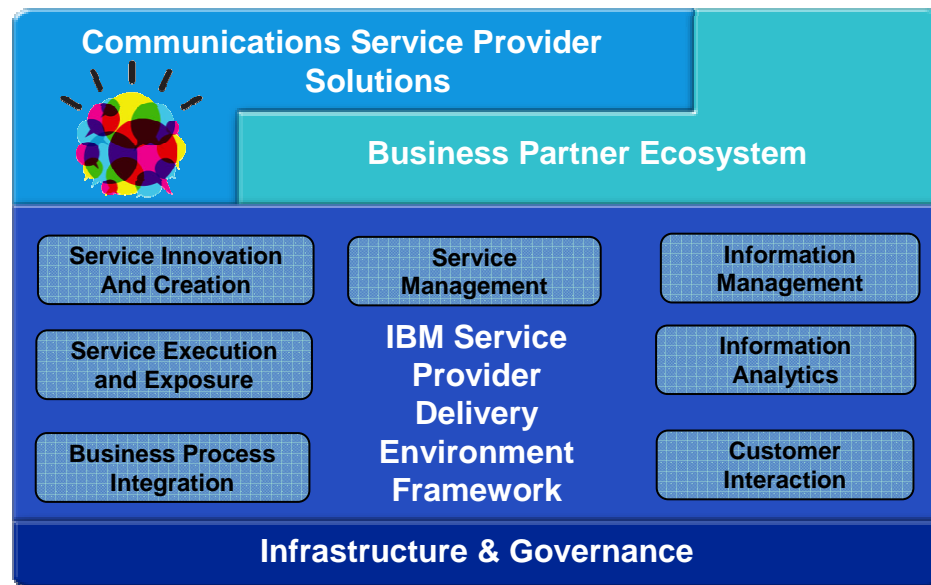 Communications Service Provider
Solutions
Business Partner Ecosystem
Service Innovation
And Creation
Service
Management
Information
Management
Service Execution
and Exposure
IBM Service
Provider
Delivery
Environment
Framework
Information
Analytics
Business Process
Integration
Customer
Interaction
Infrastructure & Governance